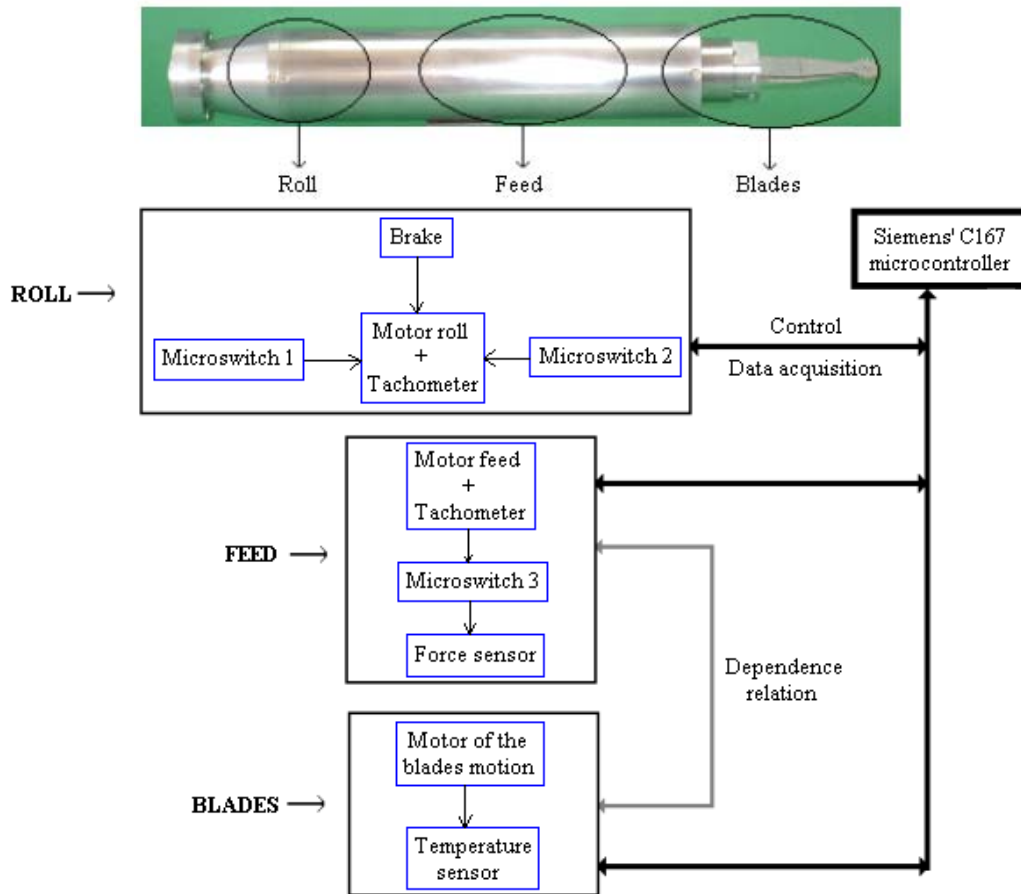 Roll
Feed
Blades
Siemens' C167
microcontroller
ROLL
Brake
Motor roll
+
Tachometer
Microswitch 1
Microswitch 2
Control
Data acquisition
FEED
Motor feed
+
Tachometer
Microswitch 3
Force sensor
Dependence
relation
BLADES
Motor of the
blades motion
Temperature
sensor